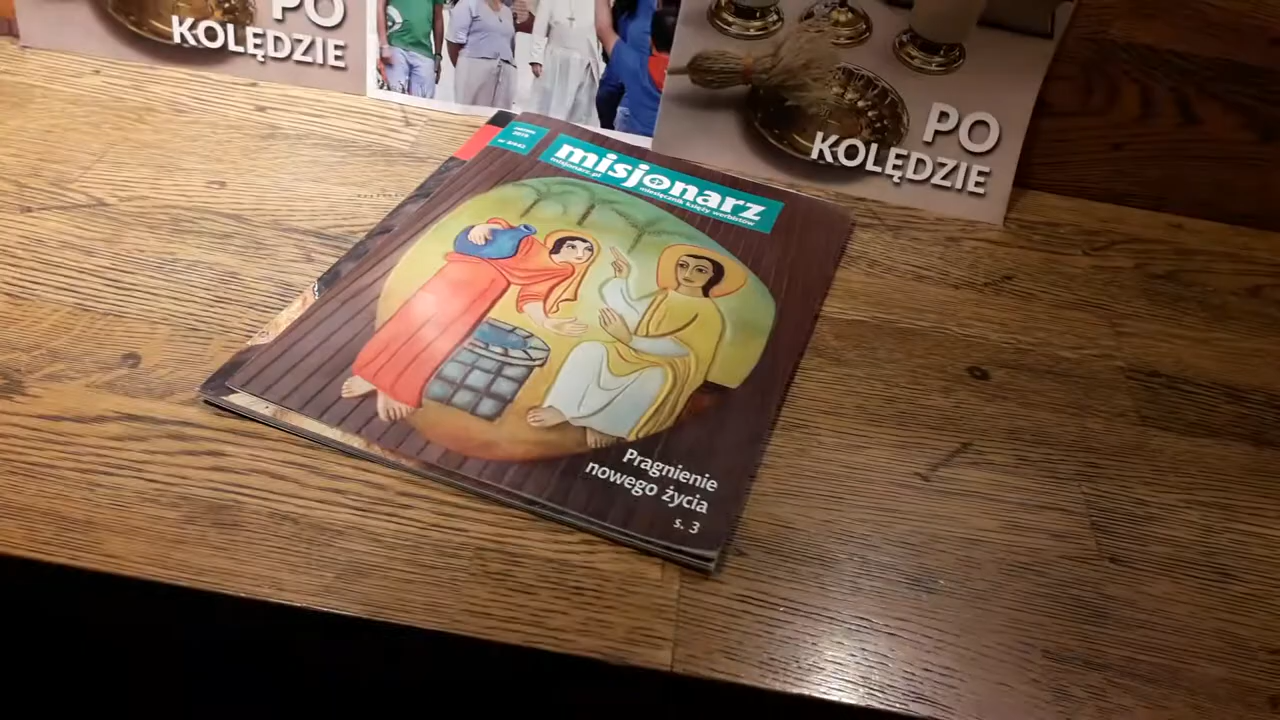 PO
KOLĘDZIE
PO
KOLĘDZIE
misjonarz
misjonarz.pl
miesięcznik księży werbistów
Pragnienie
nowego życia
s. 3